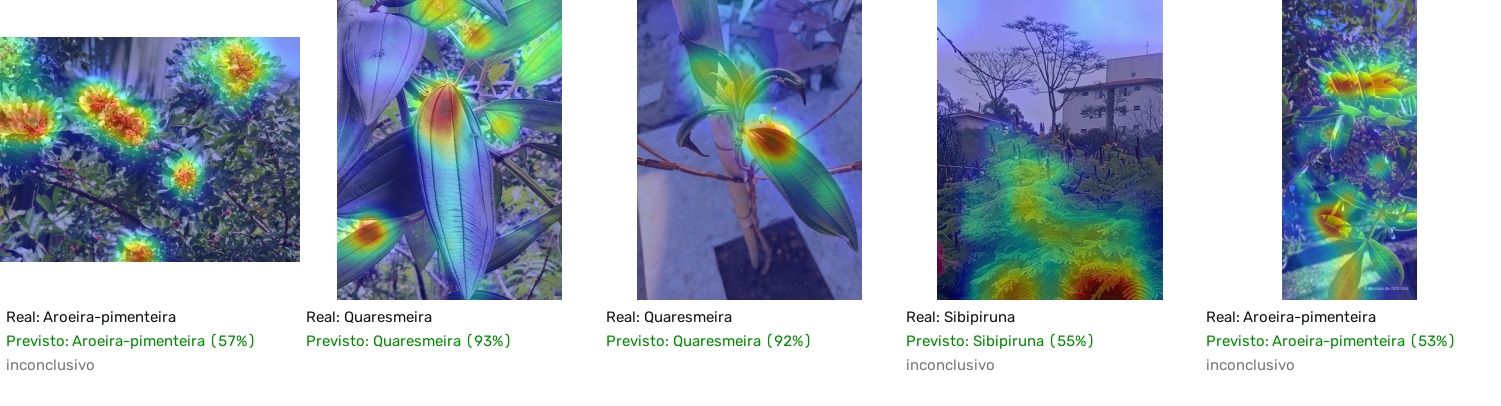 Real: Aroeira-pimenteira
Previsto: Aroeira-pimenteira (57%)
inconclusivo
Real: Quaresmeira
Previsto: Quaresmeira (93%)
Real: Quaresmeira
Previsto: Quaresmeira (92%)
Real: Sibipiruna
Previsto: Sibipiruna (55%)
inconclusivo
Real: Aroeira-pimenteira
Previsto: Aroeira-pimenteira (53%)
inconclusivo